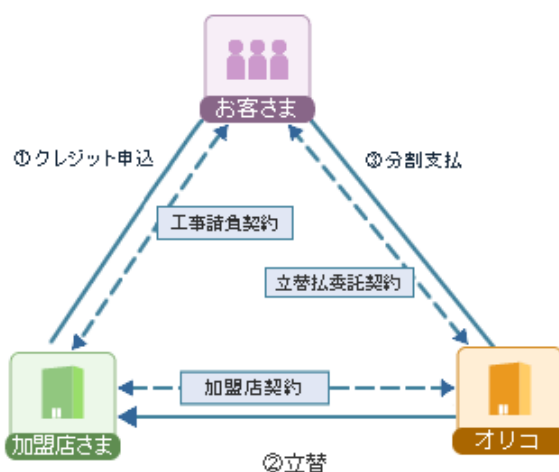 お客さま
①クレジット申込
③分割支払
工事請負契約
立替払委託契約
加盟店契約
加盟店さま
オリコ
②立替